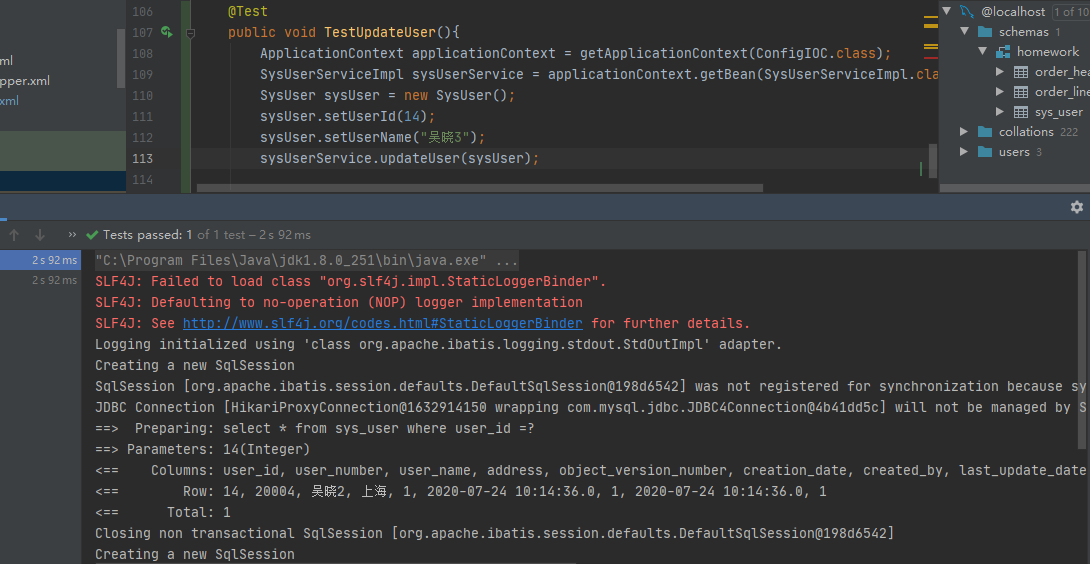 ml
pper.xml
xml
106 @Test
107 public void TestUpdateUser(){
108 ApplicationContext applicationContext = getApplicationContext(ConfigIOC.class);
109 SysUserServiceImpl sysUserService = applicationContext.getBean(SysUserServiceImpl.cla
110 SysUser sysUser = new SysUser();
111 sysUser.setUserId(14);
112 sysUser.setUserName("吴晓3");
113 sysUserService.updateUser(sysUser);
114
@localhost 1 of 10
schemas 1
homework
order_hea
order_line
sys_user
collations 222
users 3
» Tests passed: 1 of 1 test – 2 s 92 ms
2 s 92 ms
2 s 92 ms
"C:\Program Files\Java\jdk1.8.0_251\bin\java.exe" ...
SLF4J: Failed to load class "org.slf4j.impl.StaticLoggerBinder".
SLF4J: Defaulting to no-operation (NOP) logger implementation
SLF4J: See http://www.slf4j.org/codes.html#StaticLoggerBinder for further details.
Logging initialized using 'class org.apache.ibatis.logging.stdout.StdOutImpl' adapter.
Creating a new SqlSession
SqlSession [org.apache.ibatis.session.defaults.DefaultSqlSession@198d6542] was not registered for synchronization because sy
JDBC Connection [HikariProxyConnection@1632914150 wrapping com.mysql.jdbc.JDBC4Connection@4b41dd5c] will not be managed by S
==>  Preparing: select * from sys_user where user_id =?
==> Parameters: 14(Integer)
<==    Columns: user_id, user_number, user_name, address, object_version_number, creation_date, created_by, last_update_date
<==        Row: 14, 20004, 吴晓2, 上海, 1, 2020-07-24 10:14:36.0, 1, 2020-07-24 10:14:36.0, 1
<==      Total: 1
Closing non transactional SqlSession [org.apache.ibatis.session.defaults.DefaultSqlSession@198d6542]
Creating a new SqlSession